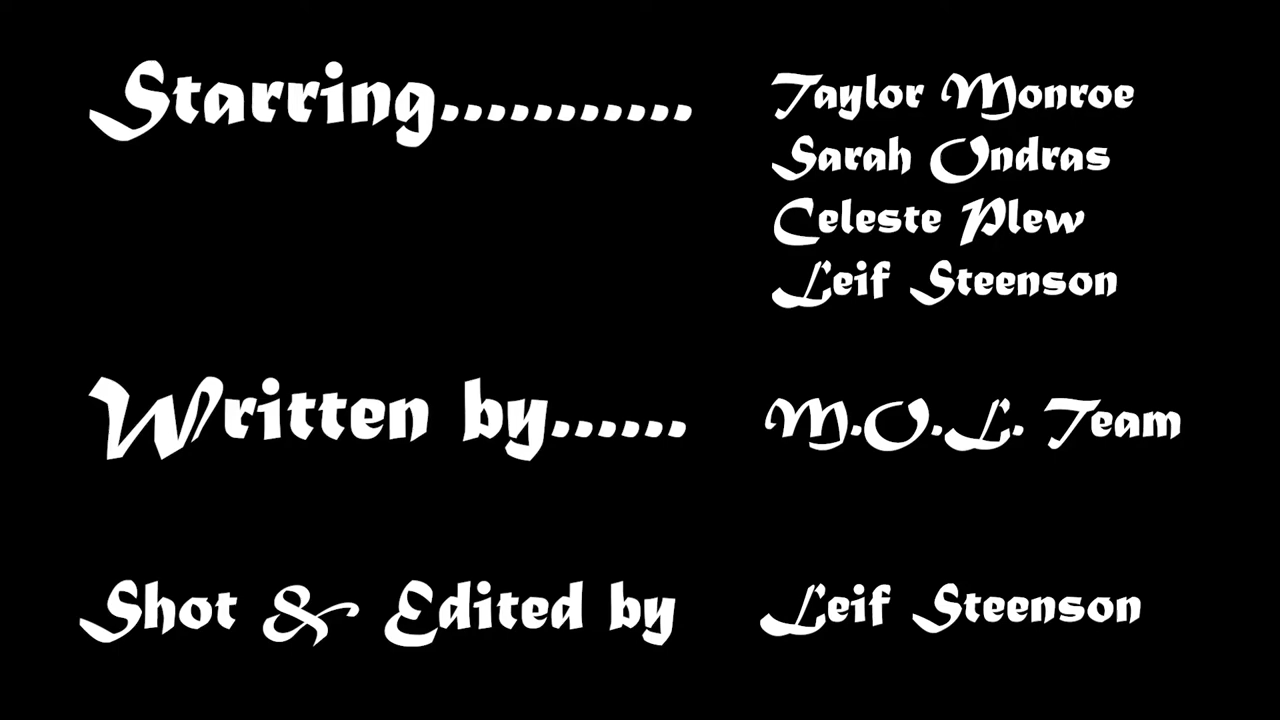 Starring........... Taylor Monroe
Sarah Ondras
Celeste Plew
Leif Steenson
Written by...... M.O.L. Team
Shot & Edited by Leif Steenson